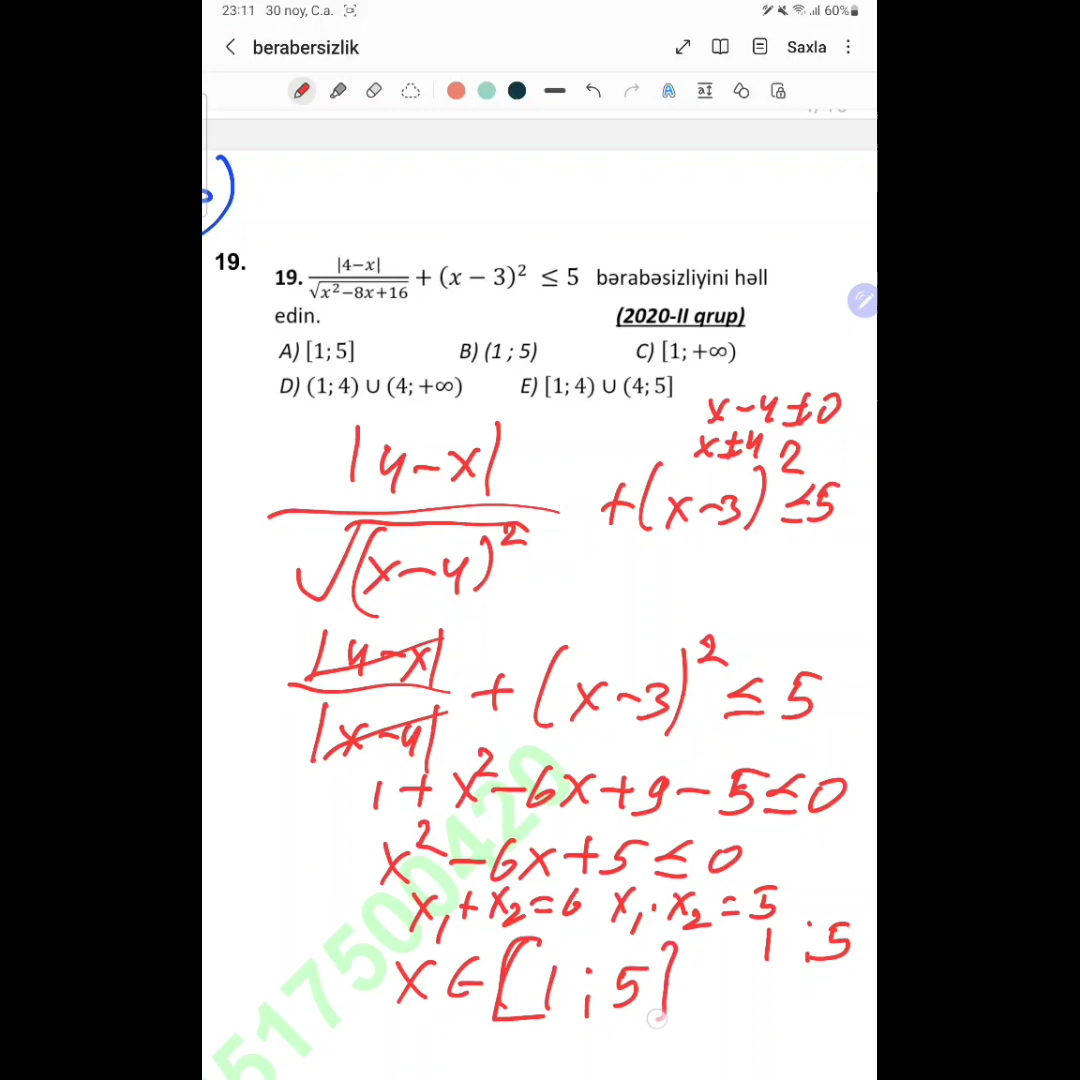 23:11 30 noy, C.a. 60%
berabersizlik Saxla
19.
19. |4−x|/√x²−8x+16 + (x − 3)² ≤ 5 bərabəsizliyini həll
edin. (2020-II qrup)
A) [1; 5] B) (1 ; 5) C) [1; +∞)
D) (1; 4) ∪ (4; +∞) E) [1; 4) ∪ (4; 5]
x−4≠0
x≠4
|4−x|/√(x−4)² +(x−3)² ≤5
|4−x|/|x−4| + (x−3)² ≤ 5
1+ x²−6x+9−5≤0
x²−6x+5≤0
x₁+x₂=6 x₁·x₂=5
1 ;5
x∈[1;5]
517500420